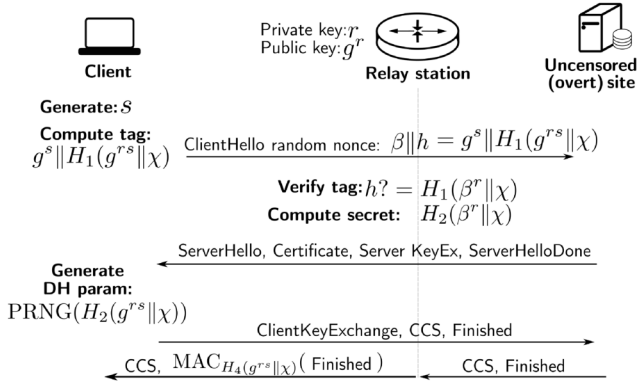 Private key: r
Public key: g^r
Client
Relay station
Uncensored
(overt) site
Generate: s
Compute tag:
g^s‖H_1(g^{rs}‖χ)
ClientHello random nonce: β‖h = g^s‖H_1(g^{rs}‖χ)
Verify tag: h? = H_1(β^r‖χ)
Compute secret: H_2(β^r‖χ)
ServerHello, Certificate, Server KeyEx, ServerHelloDone
Generate
DH param:
PRNG(H_2(g^{rs}‖χ))
ClientKeyExchange, CCS, Finished
CCS, MAC_{H_4(g^{rs}‖χ)}( Finished )
CCS, Finished